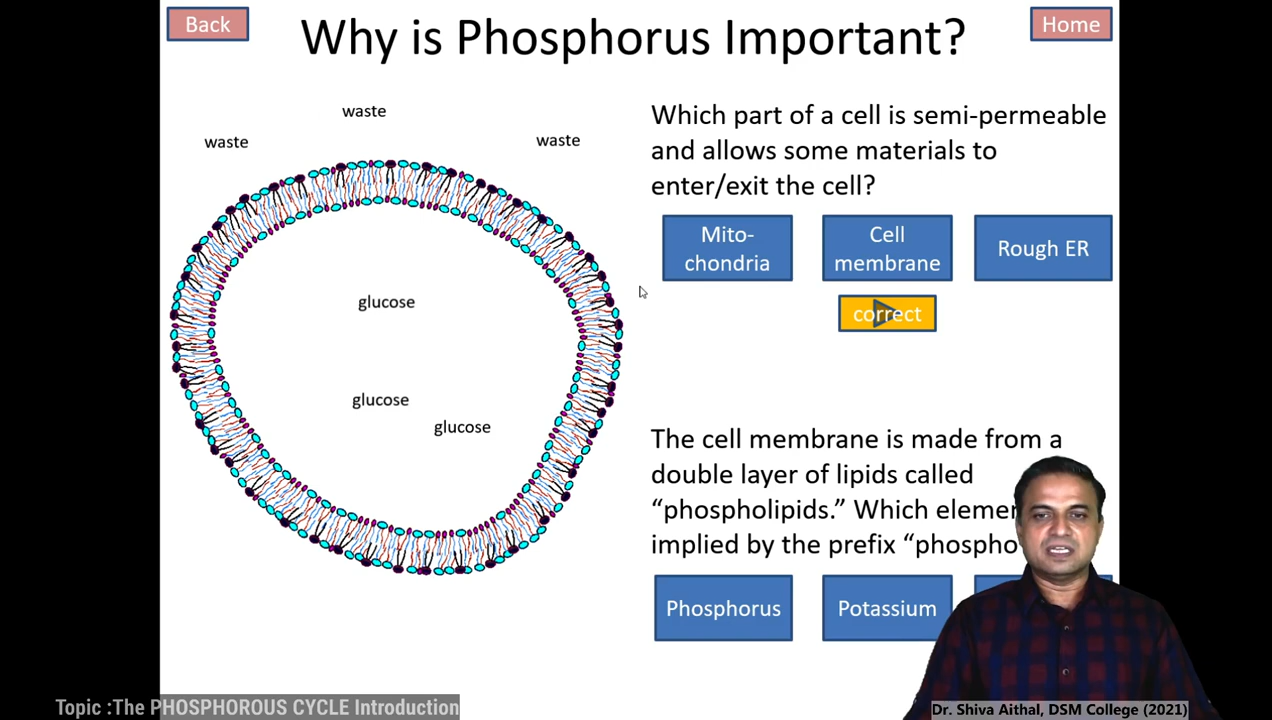 Back
Why is Phosphorus Important?
Home
waste
waste
waste
glucose
glucose
glucose
Which part of a cell is semi-permeable
and allows some materials to
enter/exit the cell?
Mito-
chondria
Cell
membrane
Rough ER
correct
The cell membrane is made from a
double layer of lipids called
“phospholipids.” Which elemen
implied by the prefix “phospho
Phosphorus
Potassium
Topic :The PHOSPHOROUS CYCLE Introduction
Dr. Shiva Aithal, DSM College (2021)